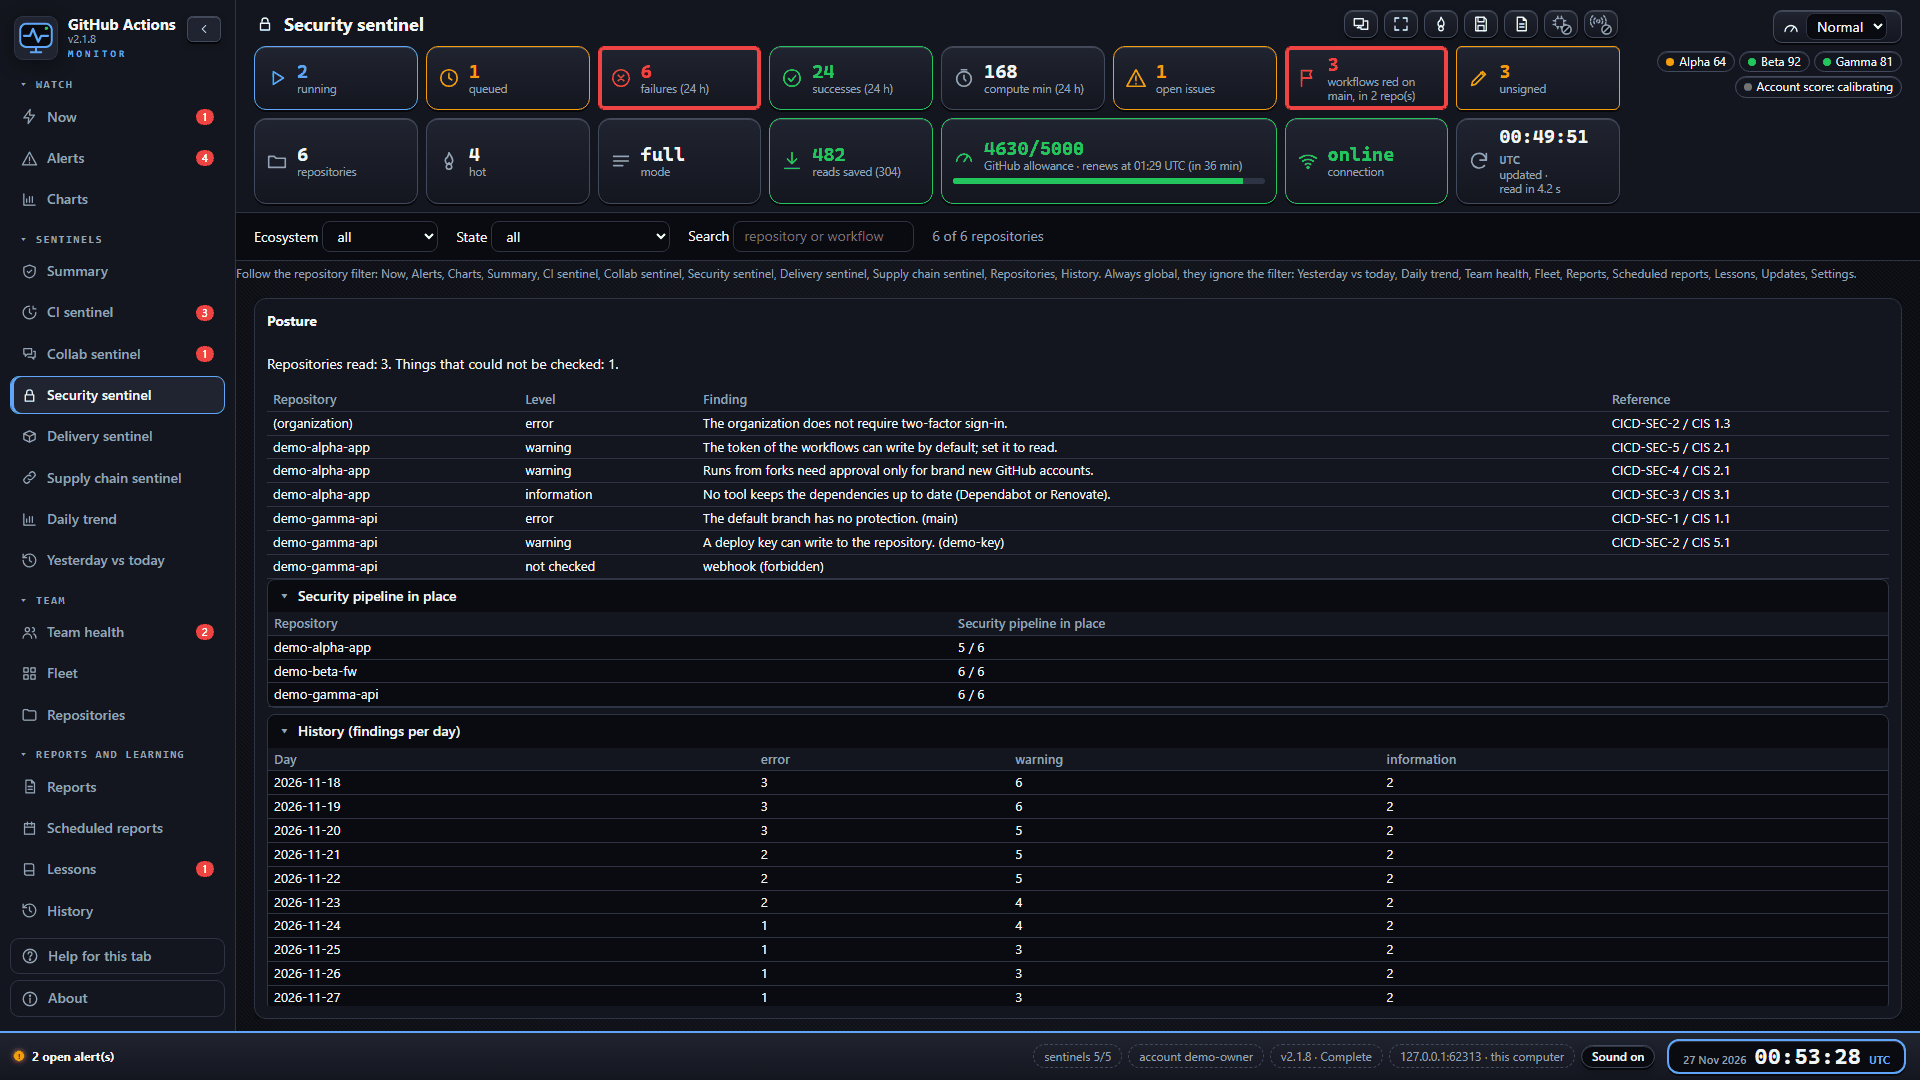 GitHub Actions
v2.1.8
MONITOR
WATCH
Now 1
Alerts 4
Charts
SENTINELS
Summary
CI sentinel 3
Collab sentinel 1
Security sentinel
Delivery sentinel
Supply chain sentinel
Daily trend
Yesterday vs today
TEAM
Team health 2
Fleet
Repositories
REPORTS AND LEARNING
Reports
Scheduled reports
Lessons 1
History
Help for this tab
About
Security sentinel
Normal
2 running
1 queued
6 failures (24 h)
24 successes (24 h)
168 compute min (24 h)
1 open issues
3 workflows red on main, in 2 repo(s)
3 unsigned
Alpha 64
Beta 92
Gamma 81
Account score: calibrating
6 repositories
4 hot
full mode
482 reads saved (304)
4630/5000
GitHub allowance · renews at 01:29 UTC (in 36 min)
online connection
00:49:51
UTC
updated ·
read in 4.2 s
Ecosystem all State all Search repository or workflow 6 of 6 repositories
Follow the repository filter: Now, Alerts, Charts, Summary, CI sentinel, Collab sentinel, Security sentinel, Delivery sentinel, Supply chain sentinel, Repositories, History. Always global, they ignore the filter: Yesterday vs today, Daily trend, Team health, Fleet, Reports, Scheduled reports, Lessons, Updates, Settings.
Posture
Repositories read: 3. Things that could not be checked: 1.
Repository Level Finding Reference
(organization) error The organization does not require two-factor sign-in. CICD-SEC-2 / CIS 1.3
demo-alpha-app warning The token of the workflows can write by default; set it to read. CICD-SEC-5 / CIS 2.1
demo-alpha-app warning Runs from forks need approval only for brand new GitHub accounts. CICD-SEC-4 / CIS 2.1
demo-alpha-app information No tool keeps the dependencies up to date (Dependabot or Renovate). CICD-SEC-3 / CIS 3.1
demo-gamma-api error The default branch has no protection. (main) CICD-SEC-1 / CIS 1.1
demo-gamma-api warning A deploy key can write to the repository. (demo-key) CICD-SEC-2 / CIS 5.1
demo-gamma-api not checked webhook (forbidden)
Security pipeline in place
Repository Security pipeline in place
demo-alpha-app 5 / 6
demo-beta-fw 6 / 6
demo-gamma-api 6 / 6
History (findings per day)
Day error warning information
2026-11-18 3 6 2
2026-11-19 3 6 2
2026-11-20 3 5 2
2026-11-21 2 5 2
2026-11-22 2 5 2
2026-11-23 2 4 2
2026-11-24 1 4 2
2026-11-25 1 3 2
2026-11-26 1 3 2
2026-11-27 1 3 2
2 open alert(s)
sentinels 5/5
account demo-owner
v2.1.8 · Complete
127.0.0.1:62313 · this computer
Sound on
27 Nov 2026 00:53:28 UTC